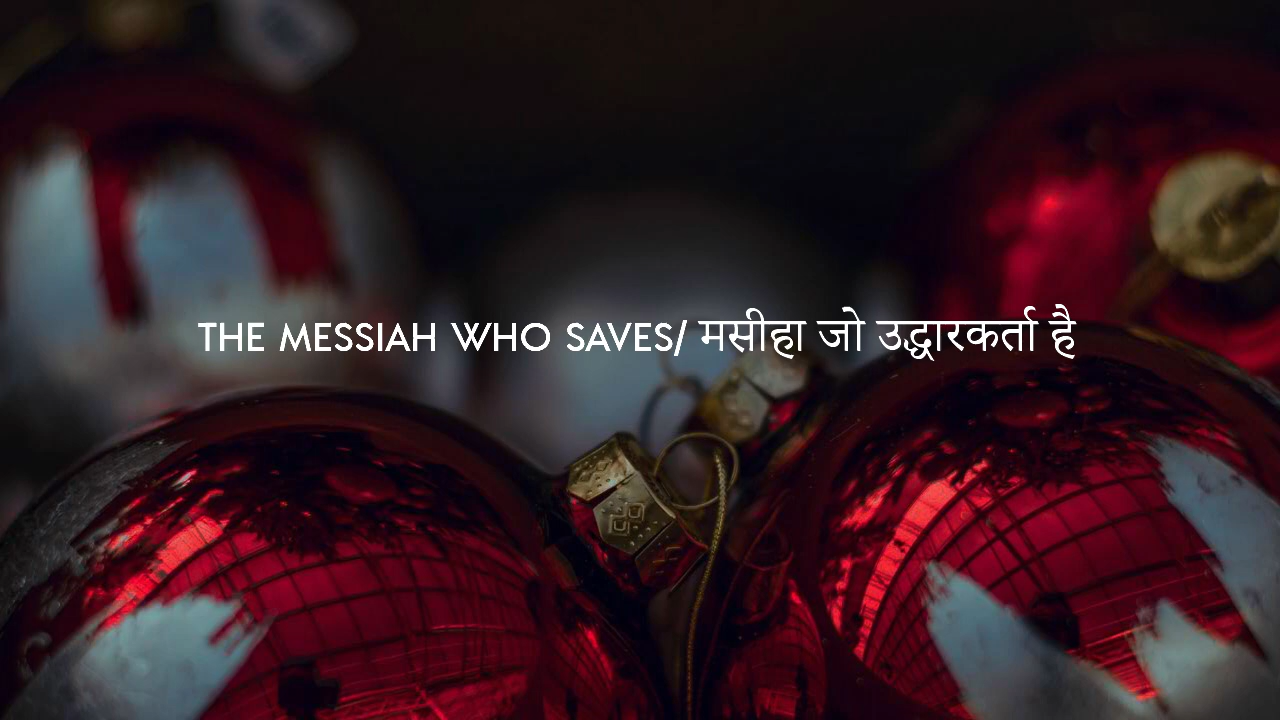 THE MESSIAH WHO SAVES/ मसीहा जो उद्धारकर्ता है